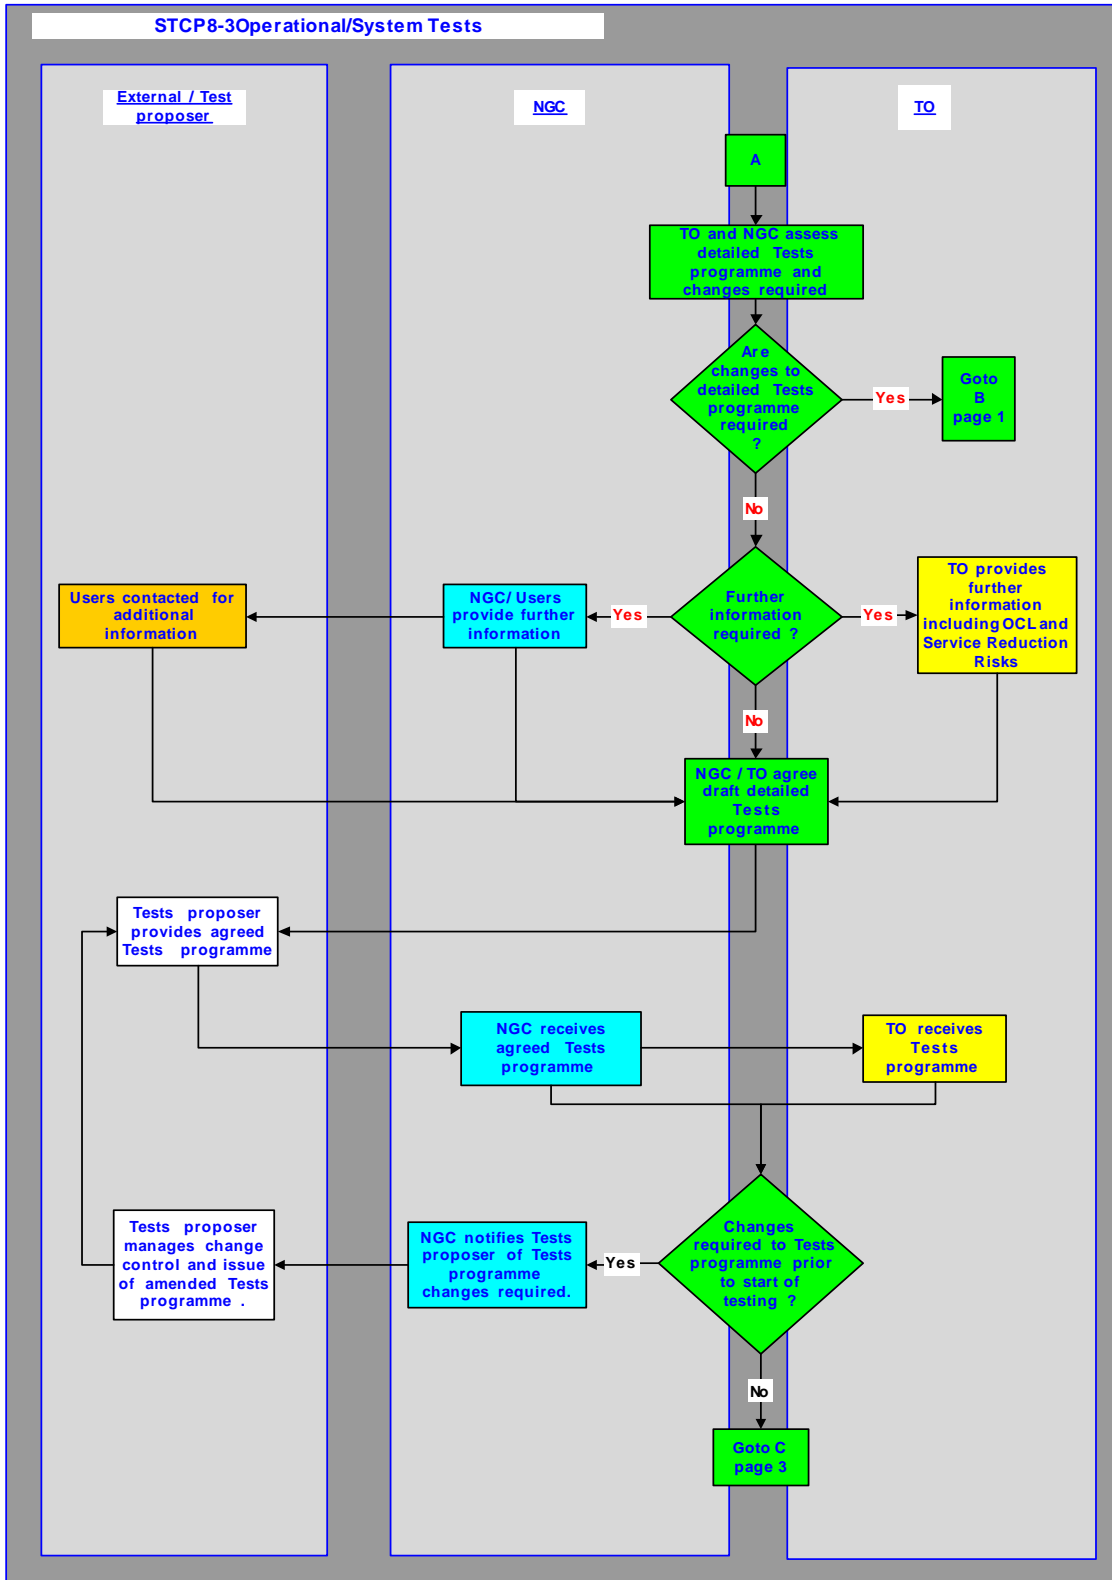 STCP8-3Operational/System Tests
External / Test
proposer
NGC
TO
A
TO and NGC assess
detailed Tests
programme and
changes required
Are
changes to
detailed Tests
programme
required
?
Yes
Goto
B
page 1
No
Users contacted for
additional
information
NGC/ Users
provide further
information
Yes
Further
information
required ?
Yes
TO provides
further
information
including OCL and
Service Reduction
Risks
No
NGC / TO agree
draft detailed
Tests
programme
Tests proposer
provides agreed
Tests programme
NGC receives
agreed Tests
programme
TO receives
Tests
programme
Tests proposer
manages change
control and issue
of amended Tests
programme .
NGC notifies Tests
proposer of Tests
programme
changes required.
Yes
Changes
required to Tests
programme prior
to start of
testing ?
No
Goto C
page 3